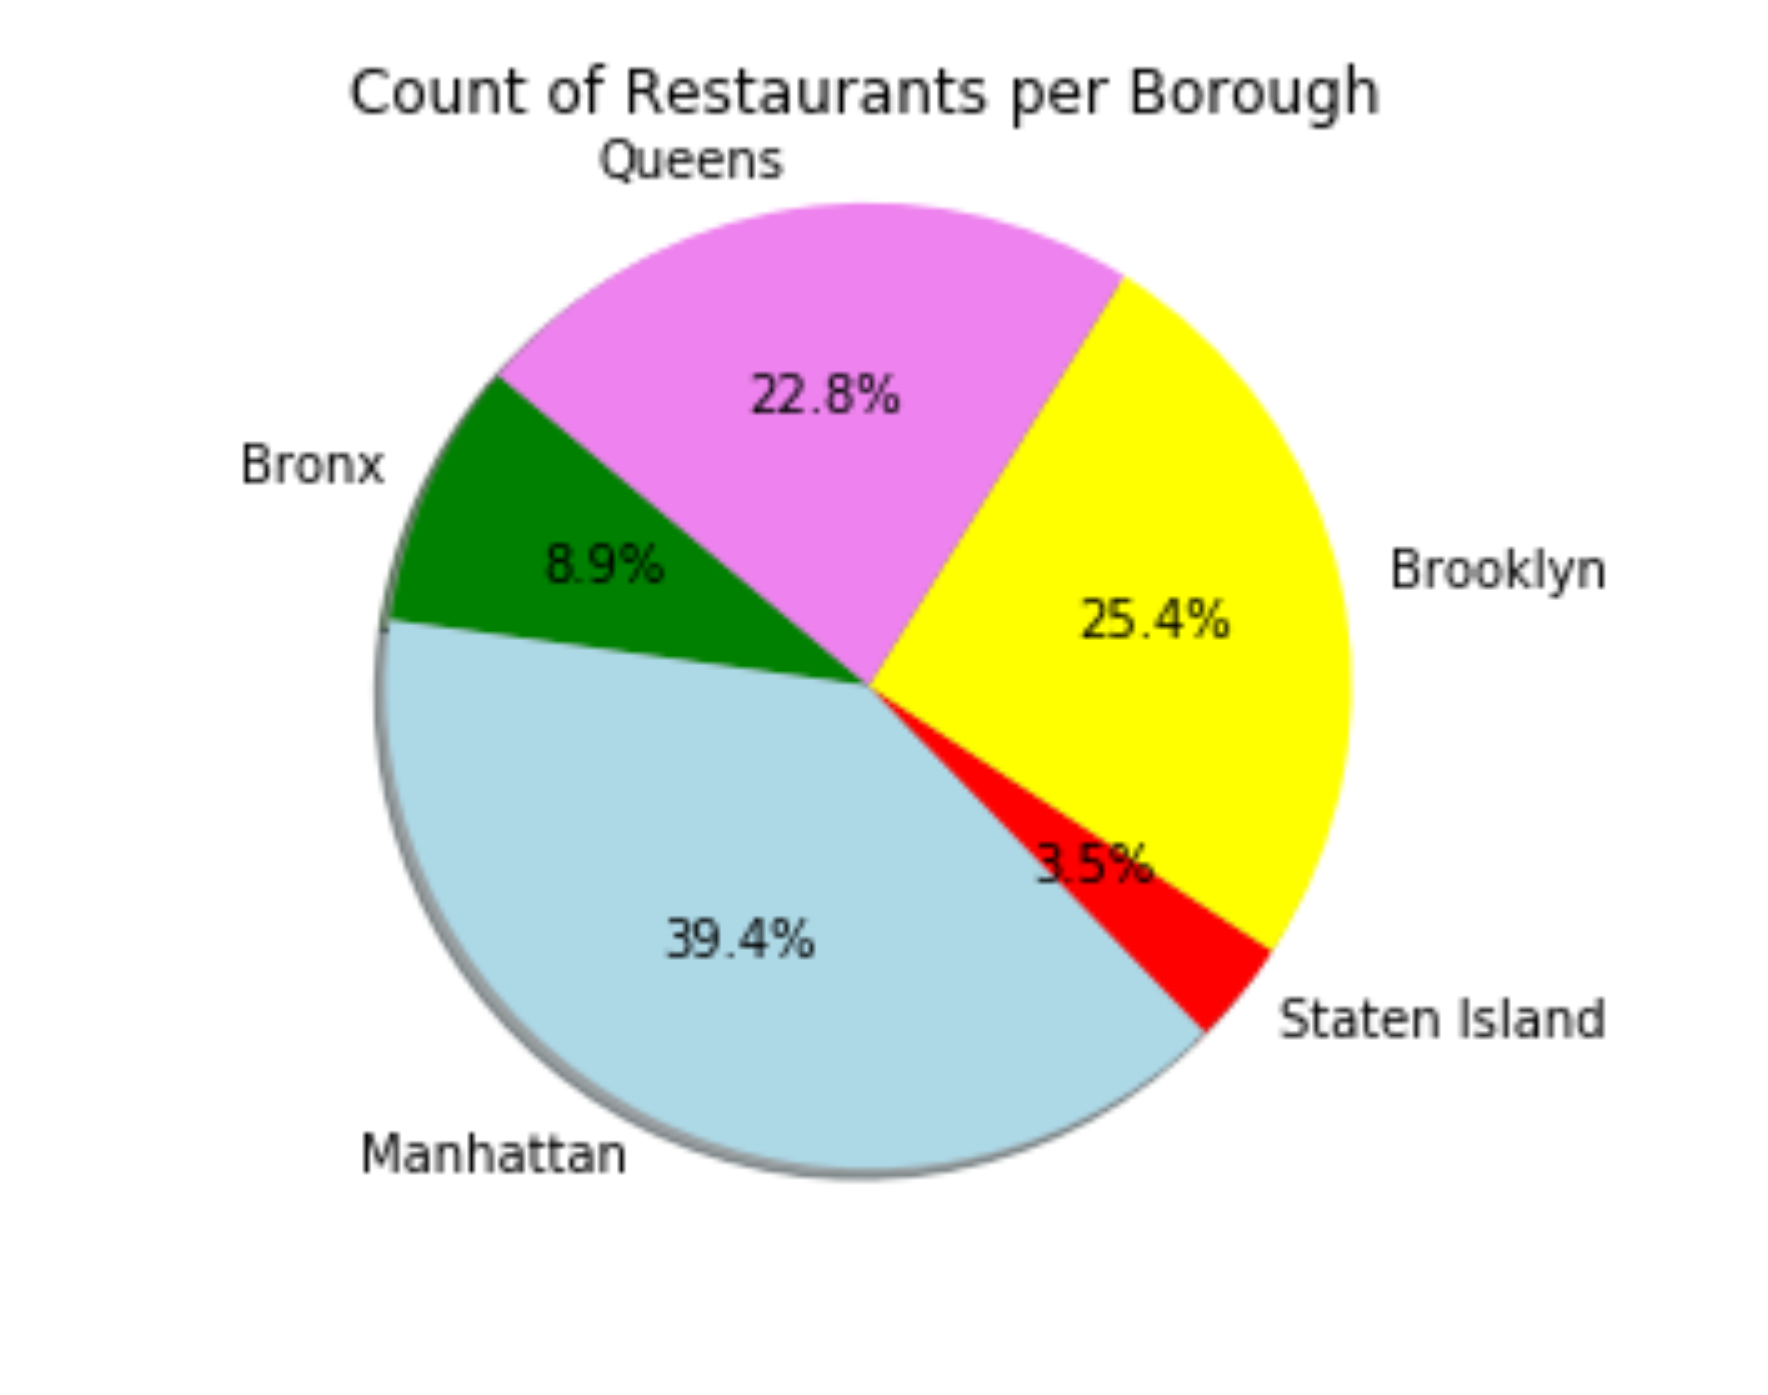 Count of Restaurants per Borough
Queens
22.8%
Bronx
8.9%
Brooklyn
25.4%
3.5%
39.4%
Staten Island
Manhattan